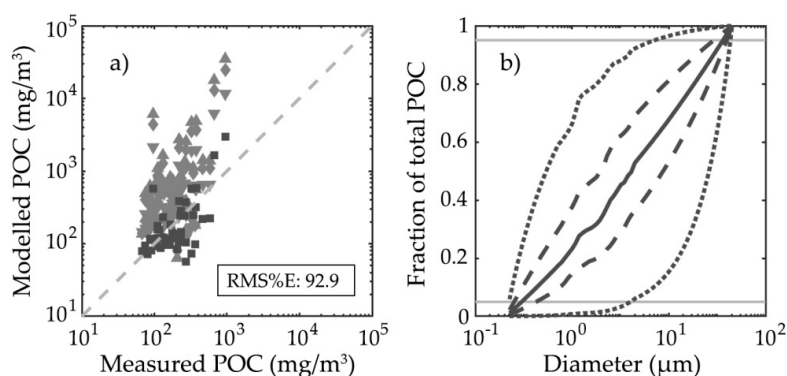 a)
10^5
10^4
10^3
10^2
10^1
Modelled POC (mg/m³)
RMS%E: 92.9
10^1 10^2 10^3 10^4 10^5
Measured POC (mg/m³)
b)
1
0.8
0.6
0.4
0.2
0
Fraction of total POC
10^-1 10^0 10^1 10^2
Diameter (μm)